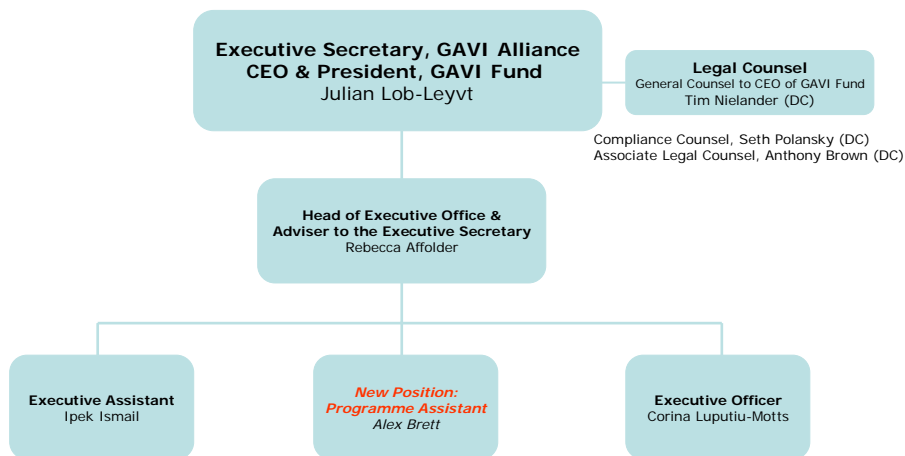 Executive Secretary, GAVI Alliance
CEO & President, GAVI Fund
Julian Lob-Leyvt
Legal Counsel
General Counsel to CEO of GAVI Fund
Tim Nielander (DC)
Compliance Counsel, Seth Polansky (DC)
Associate Legal Counsel, Anthony Brown (DC)
Head of Executive Office &
Adviser to the Executive Secretary
Rebecca Affolder
Executive Assistant
Ipek Ismail
New Position:
Programme Assistant
Alex Brett
Executive Officer
Corina Luputiu-Motts